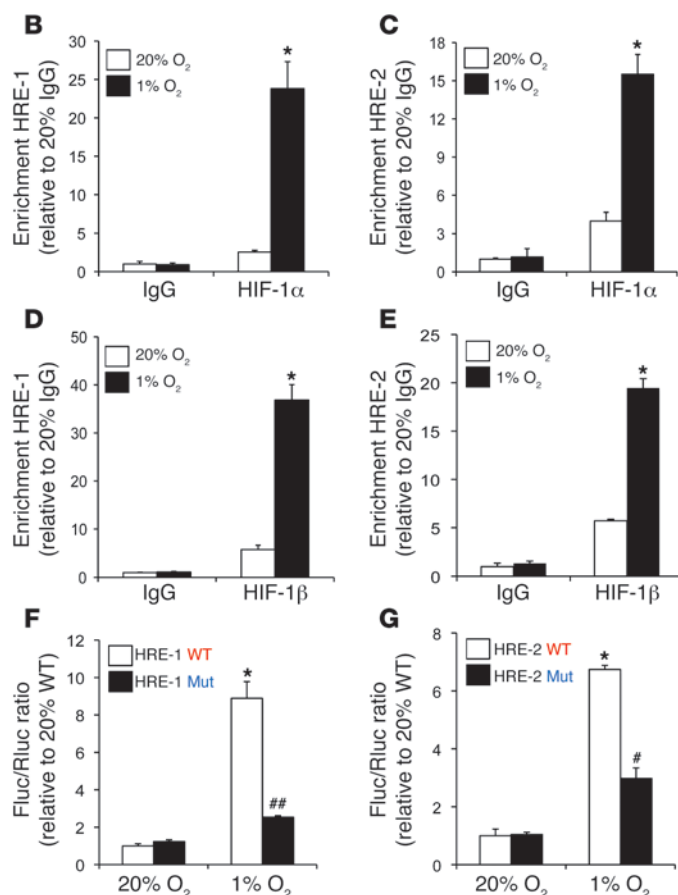 B
Enrichment HRE-1
(relative to 20% IgG)
30
25
20
15
10
5
0
20% O₂
1% O₂
*
IgG
HIF-1α
C
Enrichment HRE-2
(relative to 20% IgG)
18
15
12
9
6
3
0
20% O₂
1% O₂
*
IgG
HIF-1α
D
Enrichment HRE-1
(relative to 20% IgG)
50
40
30
20
10
0
20% O₂
1% O₂
*
IgG
HIF-1β
E
Enrichment HRE-2
(relative to 20% IgG)
25
20
15
10
5
0
20% O₂
1% O₂
*
IgG
HIF-1β
F
Fluc/Rluc ratio
(relative to 20% WT)
12
10
8
6
4
2
0
HRE-1 WT
HRE-1 Mut
*
##
20% O₂
1% O₂
G
Fluc/Rluc ratio
(relative to 20% WT)
8
6
4
2
0
HRE-2 WT
HRE-2 Mut
*
#
20% O₂
1% O₂